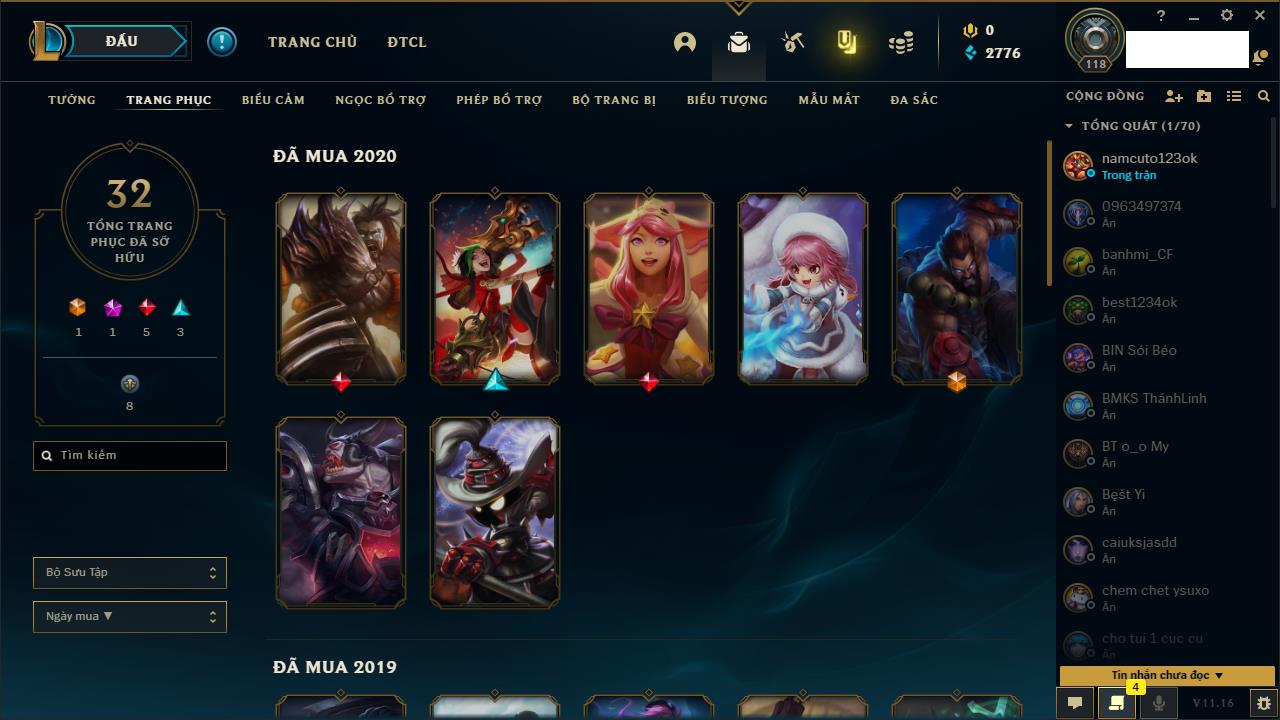 ĐẤU
TRANG CHỦ
ĐTCL
0
2776
118
?
TƯỚNG
TRANG PHỤC
BIỂU CẢM
NGỌC BỔ TRỢ
PHÉP BỔ TRỢ
BỘ TRANG BỊ
BIỂU TƯỢNG
MẪU MẮT
ĐA SẮC
32
TỔNG TRANG
PHỤC ĐÃ SỞ
HỮU
1
1
5
3
8
Tìm kiếm
Bộ Sưu Tập
Ngày mua ▼
ĐÃ MUA 2020
ĐÃ MUA 2019
CỘNG ĐỒNG
TỔNG QUÁT (1/70)
namcuto123ok
Trong trận
0963497374
Ẩn
banhmi_CF
Ẩn
best1234ok
Ẩn
BIN Sói Béo
Ẩn
BMKS ThánhLinh
Ẩn
BT o_o My
Ẩn
Bęšt Yi
Ẩn
caiuksjasdd
Ẩn
chem chet ysuxo
Ẩn
cho tui 1 cuc cu
Ẩn
Tin nhắn chưa đọc ▼
4
V11.16